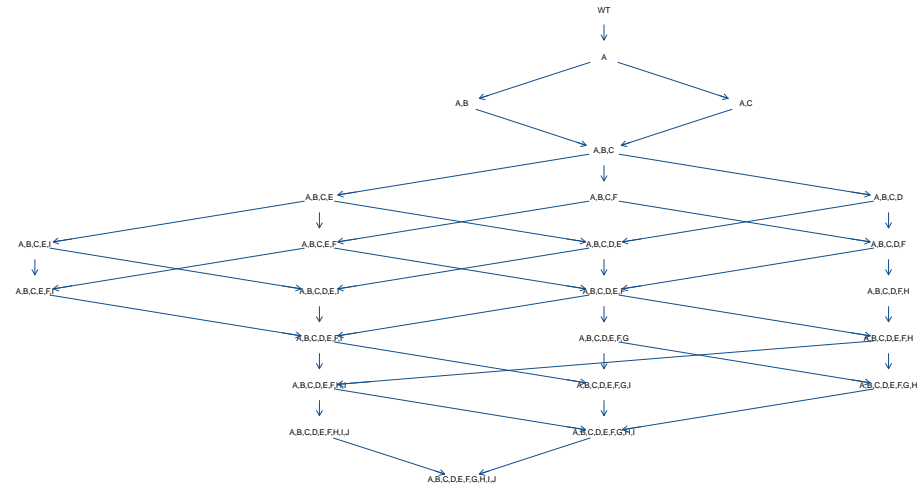 WT
A
A,B
A,C
A,B,C
A,B,C,E
A,B,C,F
A,B,C,D
A,B,C,E,I
A,B,C,E,F
A,B,C,D,E
A,B,C,D,F
A,B,C,E,F,I
A,B,C,D,E,I
A,B,C,D,E,F
A,B,C,D,F,H
A,B,C,D,E,F,I
A,B,C,D,E,F,G
A,B,C,D,E,F,H
A,B,C,D,E,F,H,I
A,B,C,D,E,F,G,I
A,B,C,D,E,F,G,H
A,B,C,D,E,F,H,I,J
A,B,C,D,E,F,G,H,I
A,B,C,D,E,F,G,H,I,J